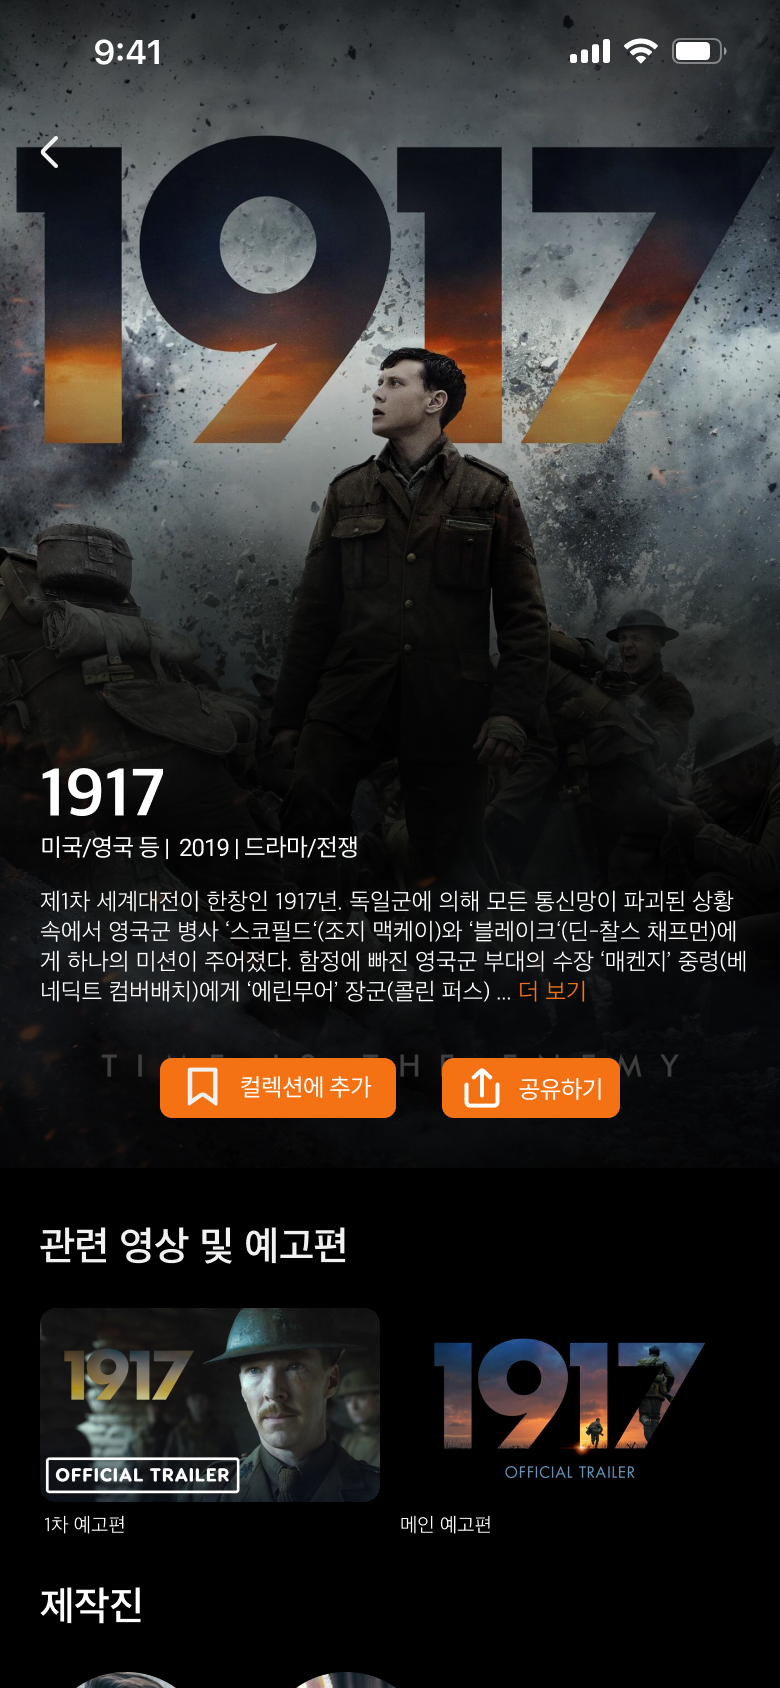 9:41
1917
1917
미국/영국 등 | 2019 | 드라마/전쟁
제1차 세계대전이 한창인 1917년. 독일군에 의해 모든 통신망이 파괴된 상황
속에서 영국군 병사 ‘스코필드‘(조지 맥케이)와 ‘블레이크‘(딘-찰스 채프먼)에
게 하나의 미션이 주어졌다. 함정에 빠진 영국군 부대의 수장 ‘매켄지’ 중령(베
네딕트 컴버배치)에게 ‘에린무어’ 장군(콜린 퍼스) ... 더 보기
TIME IS THE ENEMY
컬렉션에 추가
공유하기
관련 영상 및 예고편
1917
OFFICIAL TRAILER
1917
OFFICIAL TRAILER
1차 예고편
메인 예고편
제작진